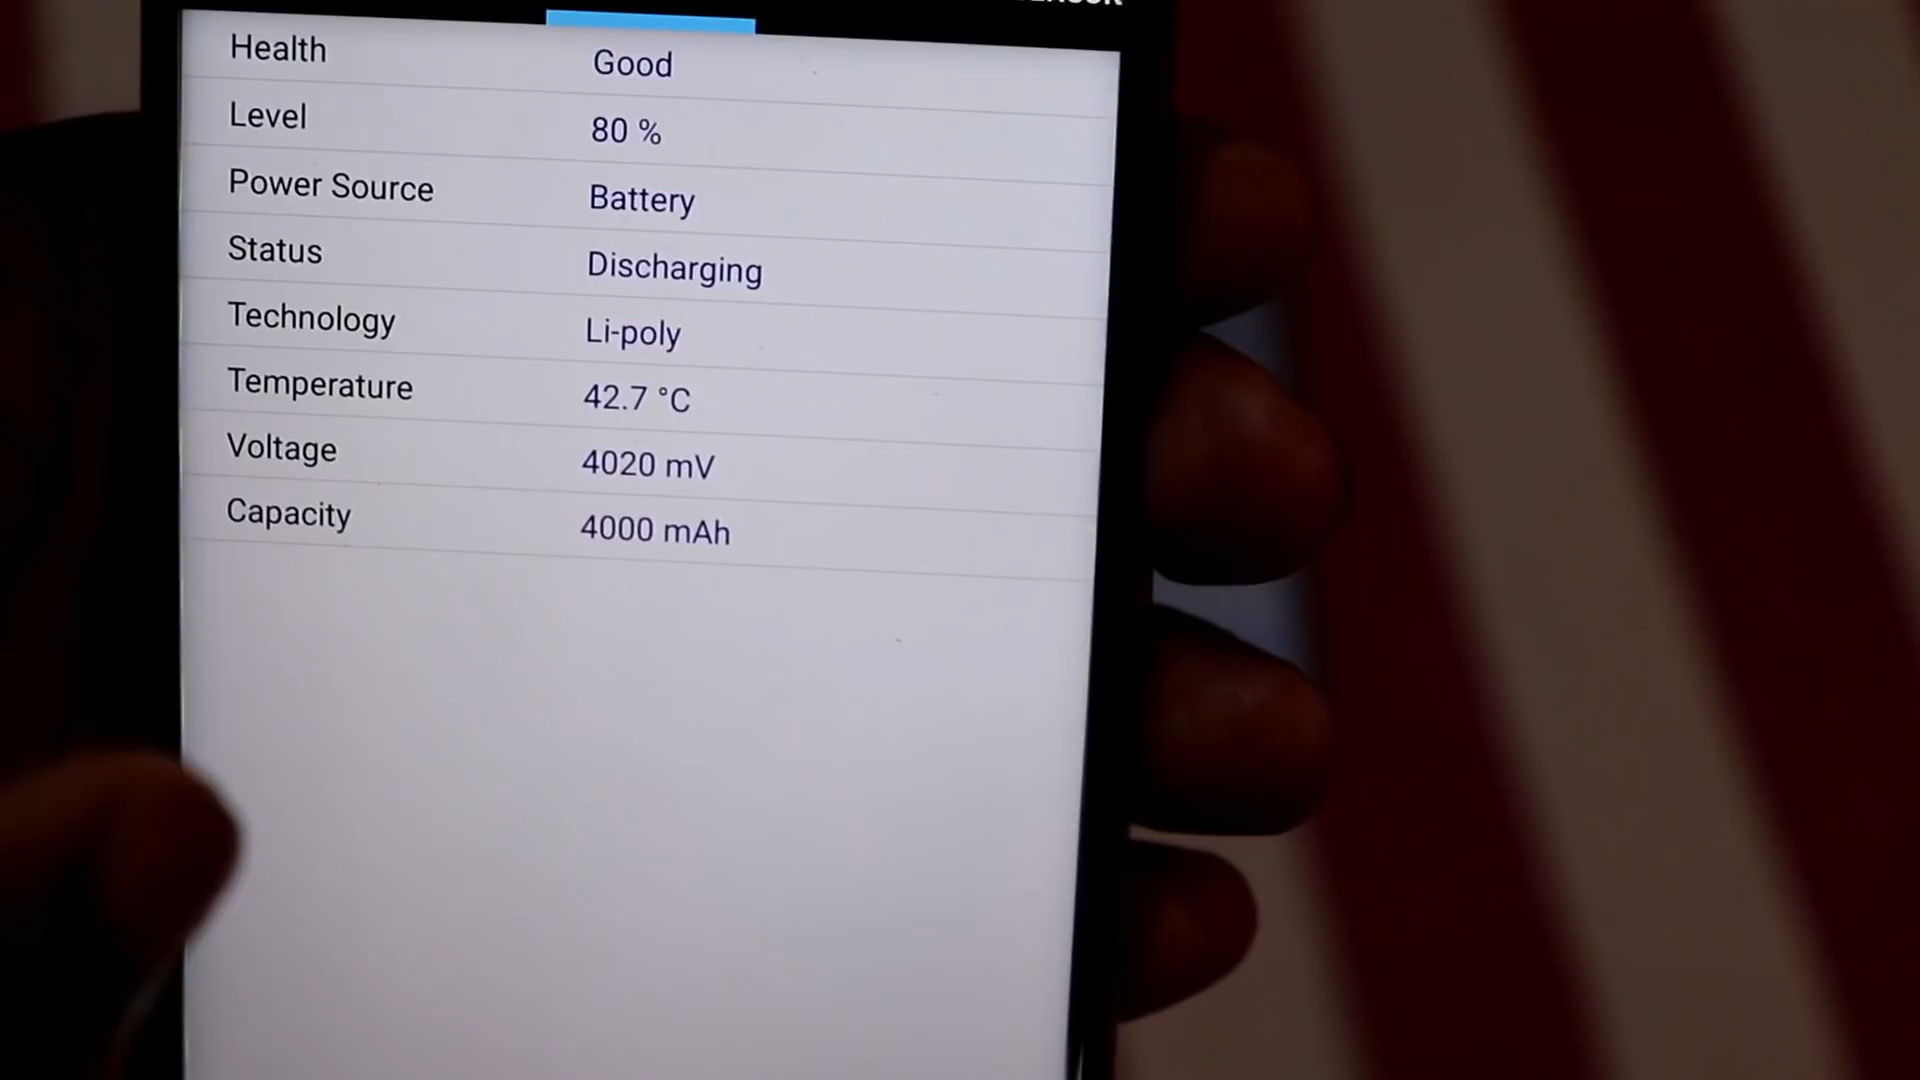 Health Good
Level 80 %
Power Source Battery
Status Discharging
Technology Li-poly
Temperature 42.7 °C
Voltage 4020 mV
Capacity 4000 mAh